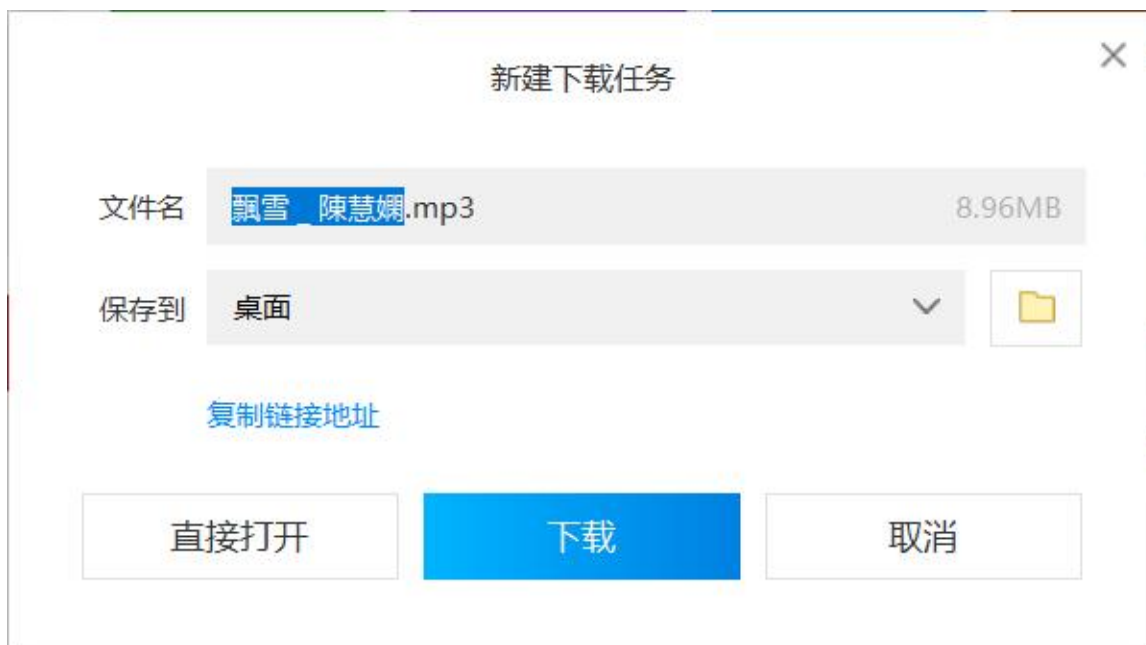 新建下载任务
文件名 飘雪 _ 陳慧嫻.mp3 8.96MB
保存到 桌面
复制链接地址
直接打开 下载 取消